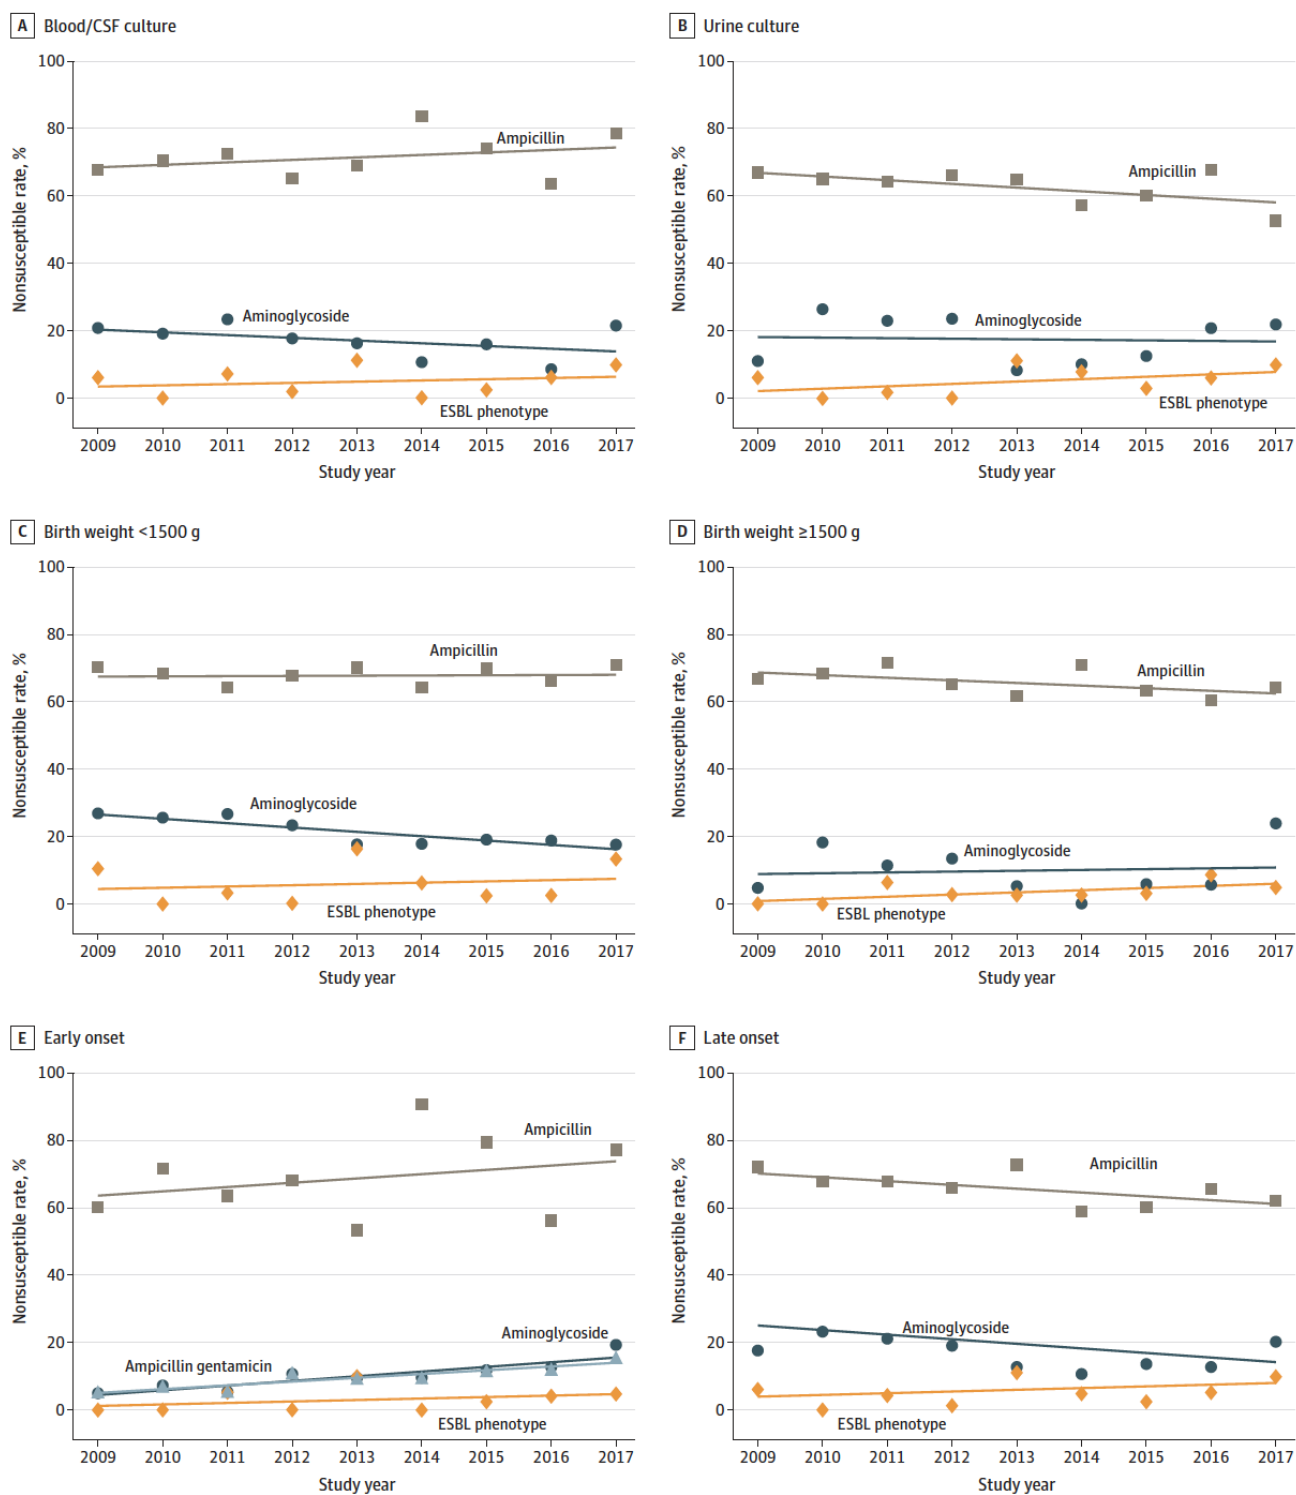 A Blood/CSF culture
Nonsusceptible rate, %
100
80
60
40
20
0
Ampicillin
Aminoglycoside
ESBL phenotype
2009 2010 2011 2012 2013 2014 2015 2016 2017
Study year
B Urine culture
Nonsusceptible rate, %
100
80
60
40
20
0
Ampicillin
Aminoglycoside
ESBL phenotype
2009 2010 2011 2012 2013 2014 2015 2016 2017
Study year
C Birth weight <1500 g
Nonsusceptible rate, %
100
80
60
40
20
0
Ampicillin
Aminoglycoside
ESBL phenotype
2009 2010 2011 2012 2013 2014 2015 2016 2017
Study year
D Birth weight ≥1500 g
Nonsusceptible rate, %
100
80
60
40
20
0
Ampicillin
Aminoglycoside
ESBL phenotype
2009 2010 2011 2012 2013 2014 2015 2016 2017
Study year
E Early onset
Nonsusceptible rate, %
100
80
60
40
20
0
Ampicillin
Aminoglycoside
Ampicillin gentamicin
ESBL phenotype
2009 2010 2011 2012 2013 2014 2015 2016 2017
Study year
F Late onset
Nonsusceptible rate, %
100
80
60
40
20
0
Ampicillin
Aminoglycoside
ESBL phenotype
2009 2010 2011 2012 2013 2014 2015 2016 2017
Study year